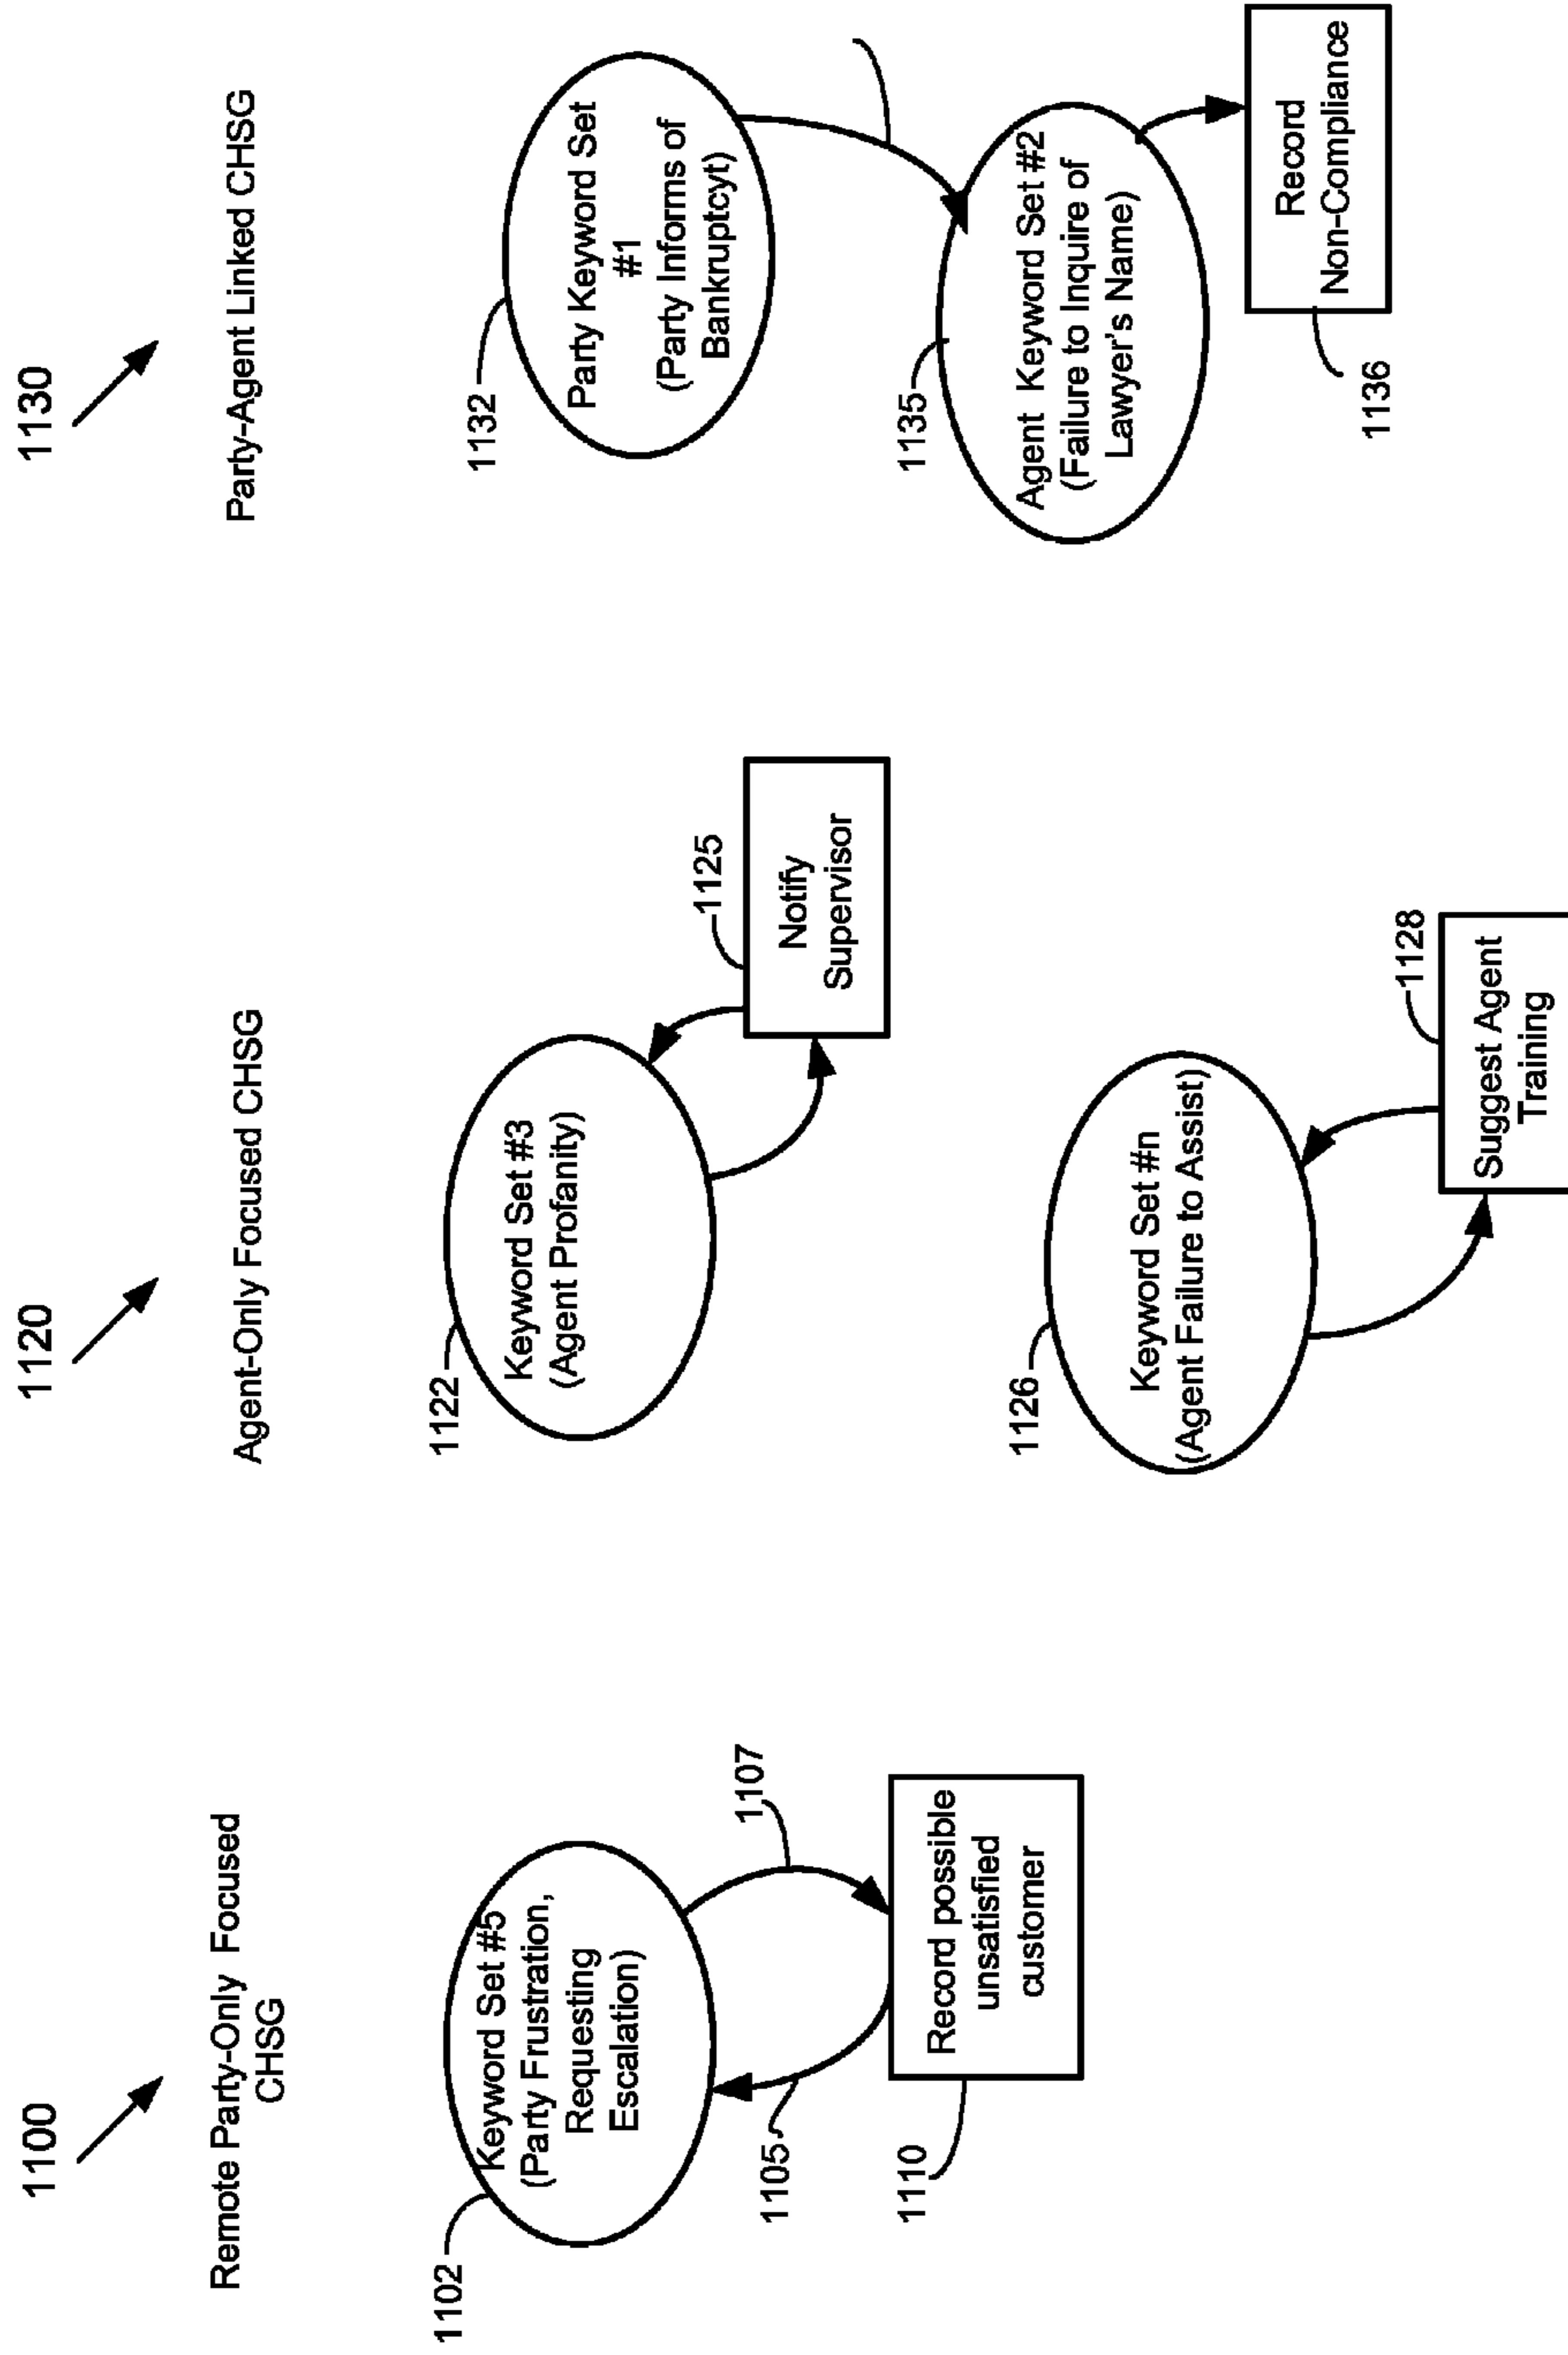 1100
Remote Party-Only Focused
CHSG
1102
Keyword Set #5
(Party Frustration,
Requesting
Escalation)
1105
1107
1110
Record possible
unsatisfied
customer
1120
Agent-Only Focused CHSG
1122
Keyword Set #3
(Agent Profanity)
1125
Notify
Supervisor
1126
Keyword Set #n
(Agent Failure to Assist)
1128
Suggest Agent
Training
1130
Party-Agent Linked CHSG
1132
Party Keyword Set
#1
(Party Informs of
Bankruptcyt)
1135
Agent Keyword Set #2
(Failure to Inquire of
Lawyer's Name)
1136
Record
Non-Compliance